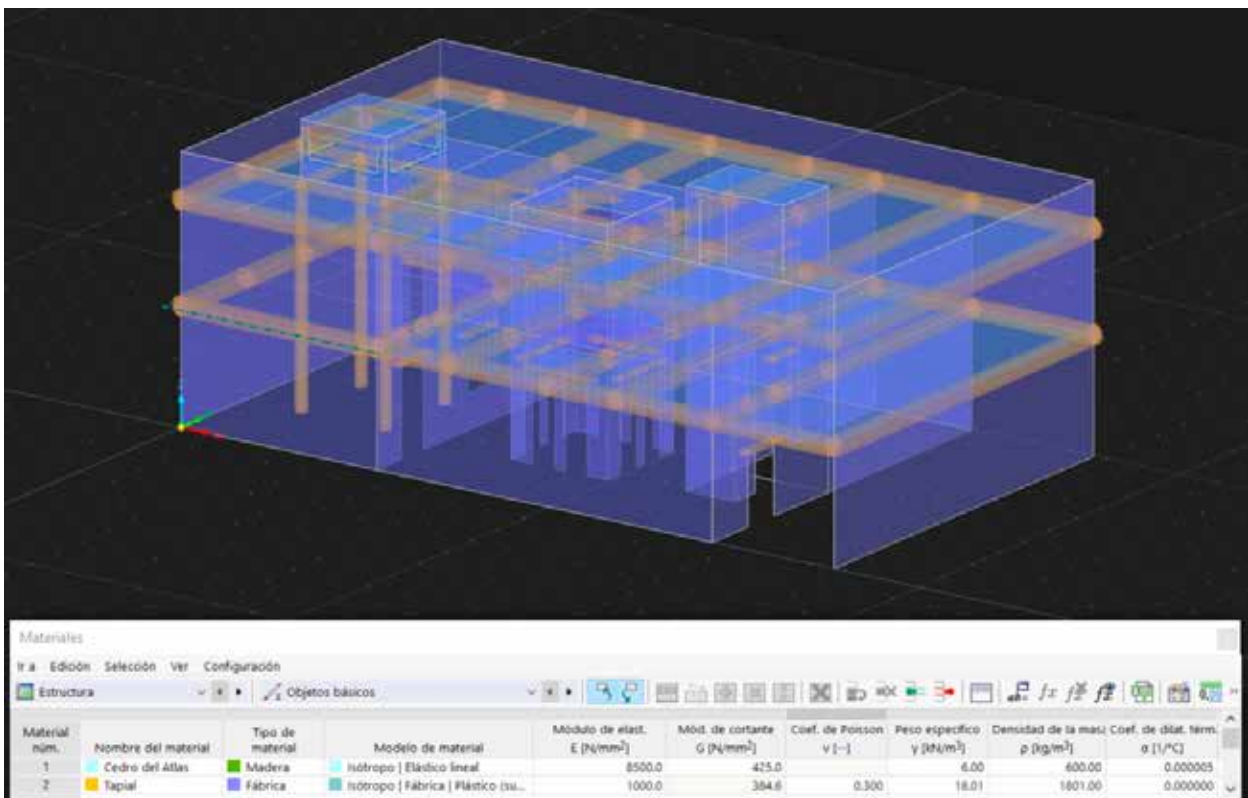 Materiales
Ir a Edición Selección Ver Configuración
Estructura Objetos básicos
Material núm. Nombre del material Tipo de material Modelo de material Módulo de elast. E [N/mm²] Mód. de cortante G [N/mm²] Coef. de Poisson ν [--] Peso específico γ [kN/m³] Densidad de la masa ρ [kg/m³] Coef. de dilat. térm. α [1/°C]
1 Cedro del Atlas Madera Isótropo | Elástico lineal 8500.0 425.0 6.00 600.00 0.000005
2 Tapial Fábrica Isótropo | Fábrica | Plástico (su... 1000.0 384.6 0.300 18.01 1801.00 0.000000